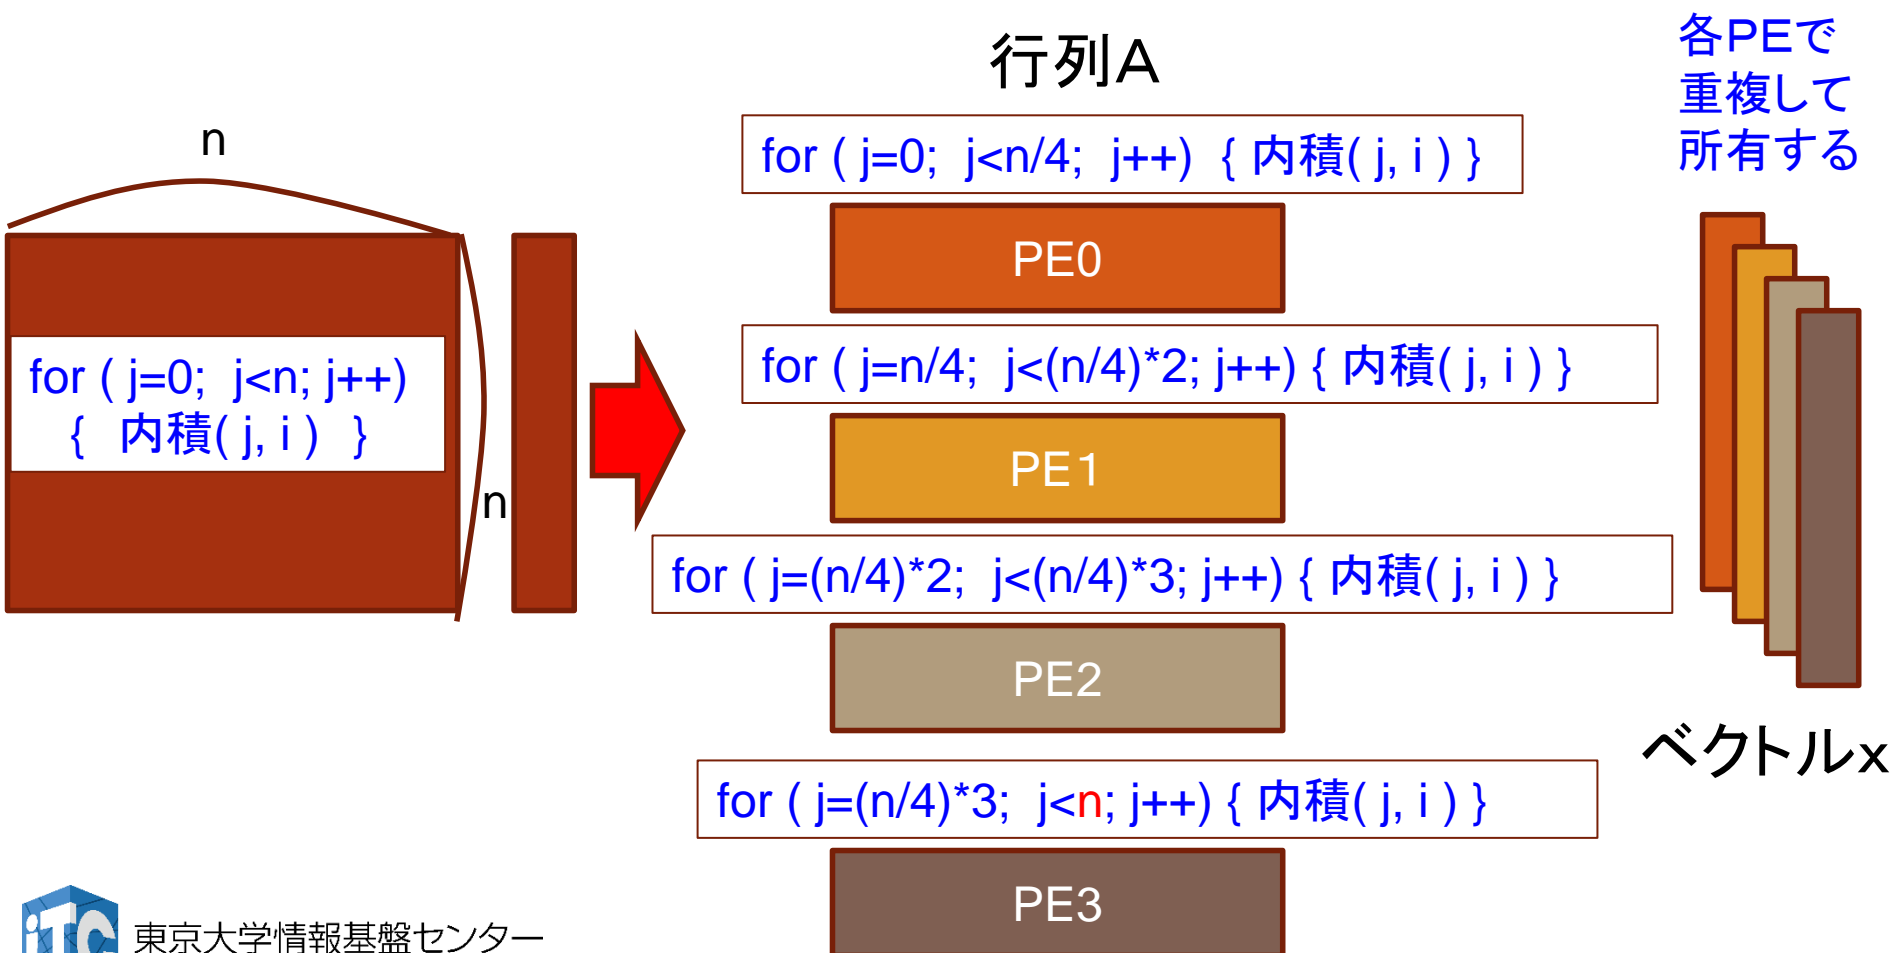 行列A
各PEで
重複して
所有する
n
for ( j=0;  j<n/4;  j++)  { 内積( j, i ) }
PE0
for ( j=0;  j<n; j++)
{  内積( j, i )  }
n
for ( j=n/4;  j<(n/4)*2; j++) { 内積( j, i ) }
PE1
for ( j=(n/4)*2;  j<(n/4)*3; j++) { 内積( j, i ) }
PE2
ベクトルx
for ( j=(n/4)*3;  j<n; j++) { 内積( j, i ) }
PE3
iTC
東京大学情報基盤センター